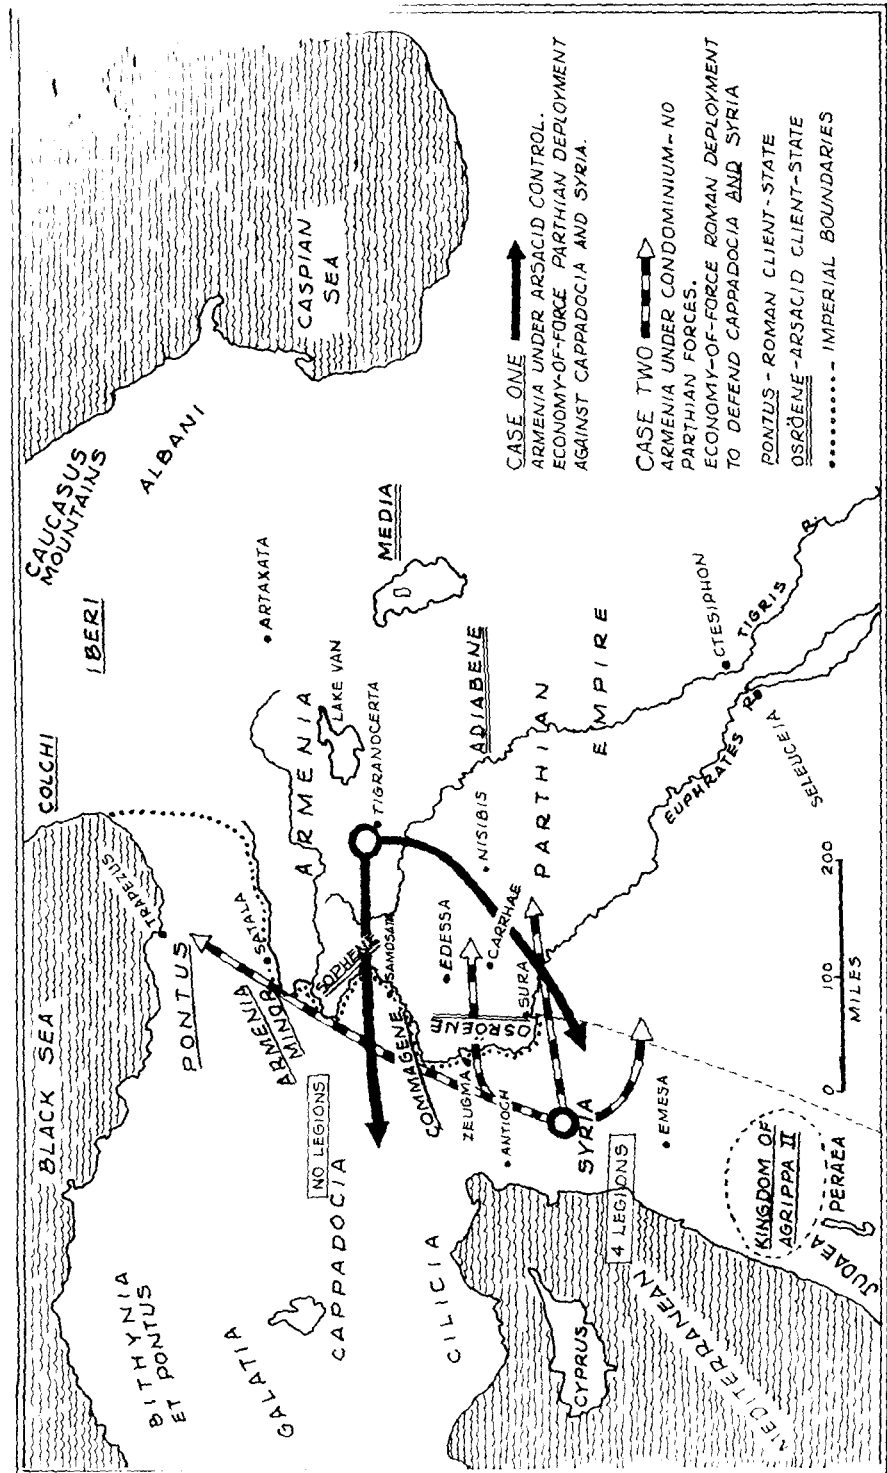 BLACK SEA
CAUCASUS
MOUNTAINS
CASPIAN
SEA
COLCHI
IBERI
ALBANI
BITHYNIA
ET PONTUS
GALATIA
PONTUS
TRAPEZUS
SATALA
ARMENIA
MINOR
NO LEGIONS
CAPPADOCIA
SOPHENE
ARMENIA
ARTAXATA
LAKE VAN
TIGRANOCERTA
MEDIA
ADIABENE
COMMAGENE
SAMOSATA
EDESSA
CARRHAE
NISIBIS
OSROENE
SURA
ZEUGMA
ANTIOCH
CILICIA
PARTHIAN
EMPIRE
CTESIPHON
TIGRIS R.
EUPHRATES R.
SELEUCEIA
SYRIA
4 LEGIONS
EMESA
CYPRUS
MEDITERRANEAN
KINGDOM OF
AGRIPPA II
JUDAEA
PERAEA
0 100 200
MILES
CASE ONE
ARMENIA UNDER ARSACID CONTROL.
ECONOMY-OF-FORCE PARTHIAN DEPLOYMENT
AGAINST CAPPADOCIA AND SYRIA.
CASE TWO
ARMENIA UNDER CONDOMINIUM-NO
PARTHIAN FORCES.
ECONOMY-OF-FORCE ROMAN DEPLOYMENT
TO DEFEND CAPPADOCIA AND SYRIA
PONTUS - ROMAN CLIENT-STATE
OSRÖENE-ARSACID CLIENT-STATE
........ - IMPERIAL BOUNDARIES